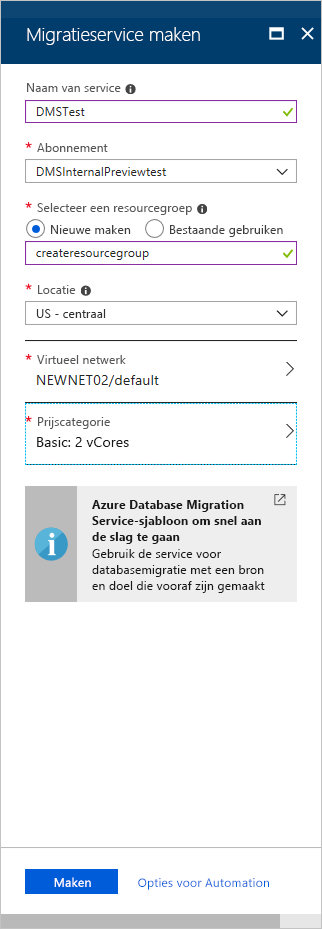 Migratieservice maken
Naam van service
DMSTest
* Abonnement
DMSInternalPreviewtest
* Selecteer een resourcegroep
Nieuwe maken
Bestaande gebruiken
createresourcegroup
* Locatie
US - centraal
* Virtueel netwerk
NEWNET02/default
* Prijscategorie
Basic: 2 vCores
Azure Database Migration
Service-sjabloon om snel aan
de slag te gaan
Gebruik de service voor
databasemigratie met een bron
en doel die vooraf zijn gemaakt
Maken
Opties voor Automation